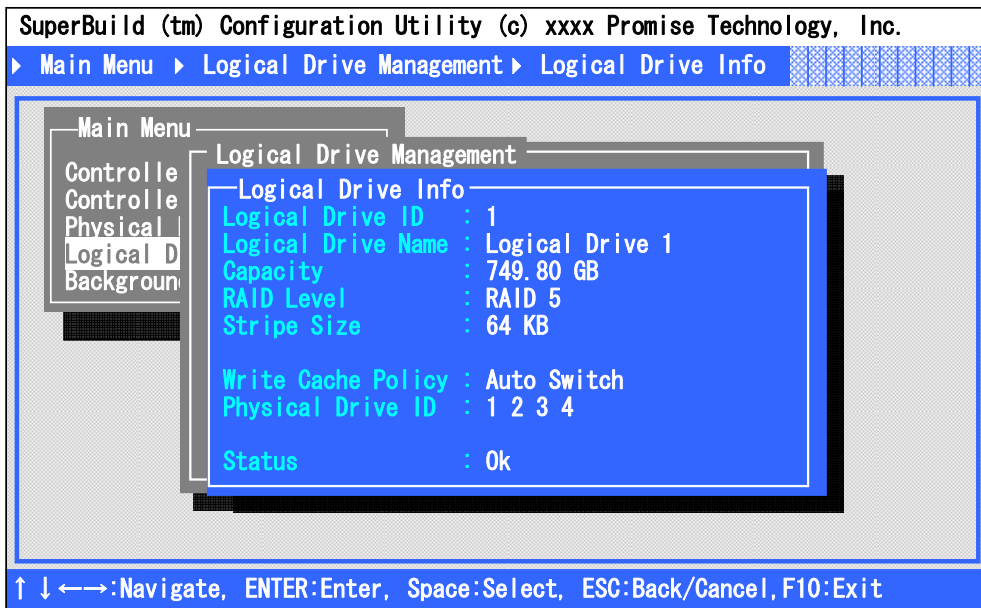 SuperBuild (tm) Configuration Utility (c) xxxx Promise Technology, Inc.
Main Menu ▶ Logical Drive Management ▶ Logical Drive Info
Main Menu
Controlle
Controlle
Physical
Logical D
Backgroun
Logical Drive Management
Logical Drive Info
Logical Drive ID : 1
Logical Drive Name : Logical Drive 1
Capacity : 749.80 GB
RAID Level : RAID 5
Stripe Size : 64 KB
Write Cache Policy : Auto Switch
Physical Drive ID : 1 2 3 4
Status : Ok
↑↓←→:Navigate, ENTER:Enter, Space:Select, ESC:Back/Cancel,F10:Exit